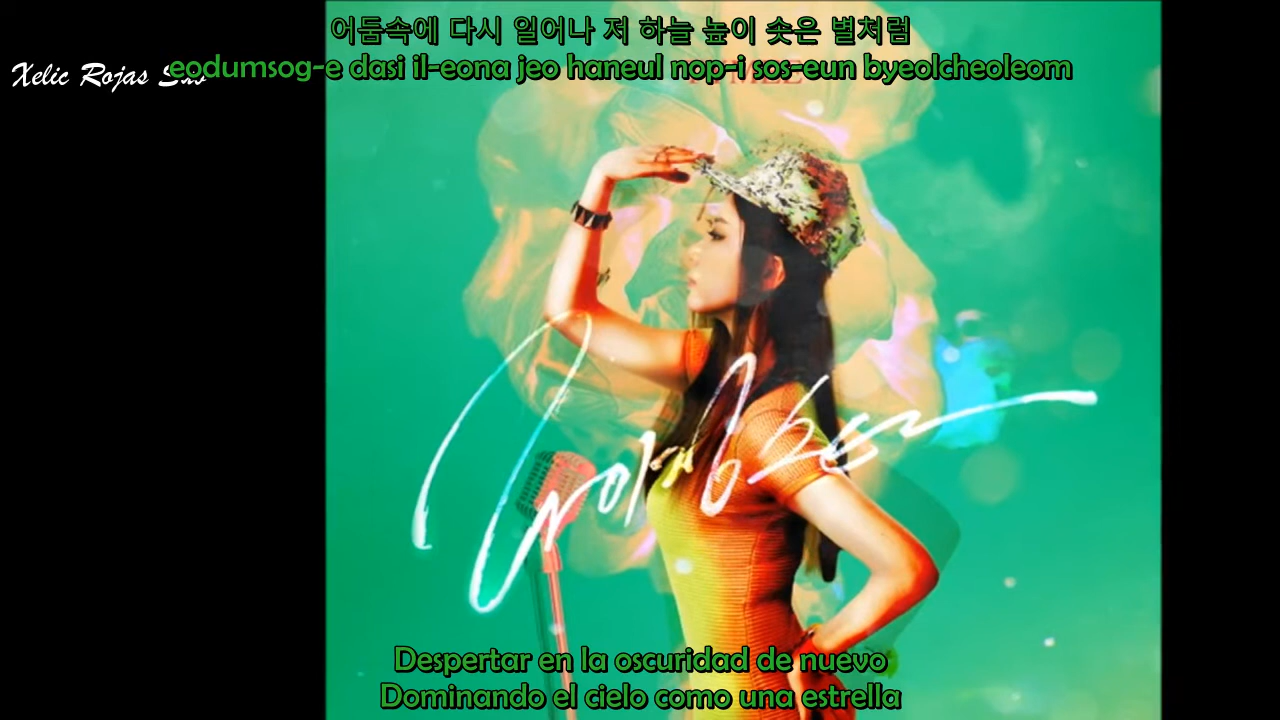 어둠속에 다시 일어나 저 하늘 높이 솟은 별처럼
eodumsog-e dasi il-eona jeo haneul nop-i sos-eun byeolcheoleom
Xelic Rojas Sub
Despertar en la oscuridad de nuevo
Dominando el cielo como una estrella